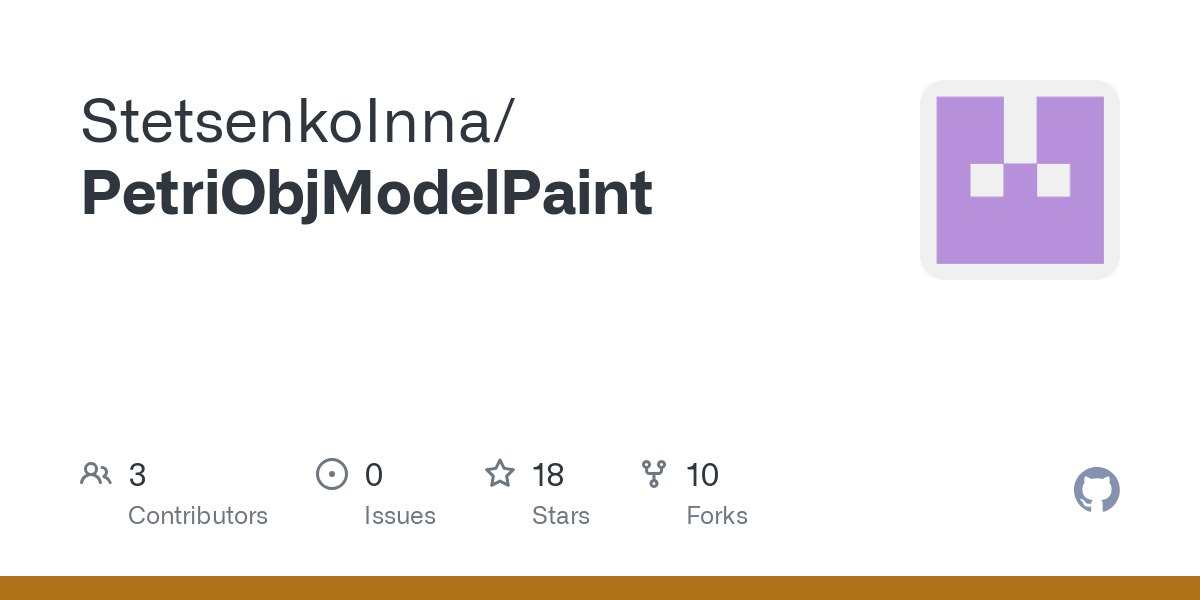 StetsenkoInna/
PetriObjModelPaint
3 0 18 10
Contributors Issues Stars Forks